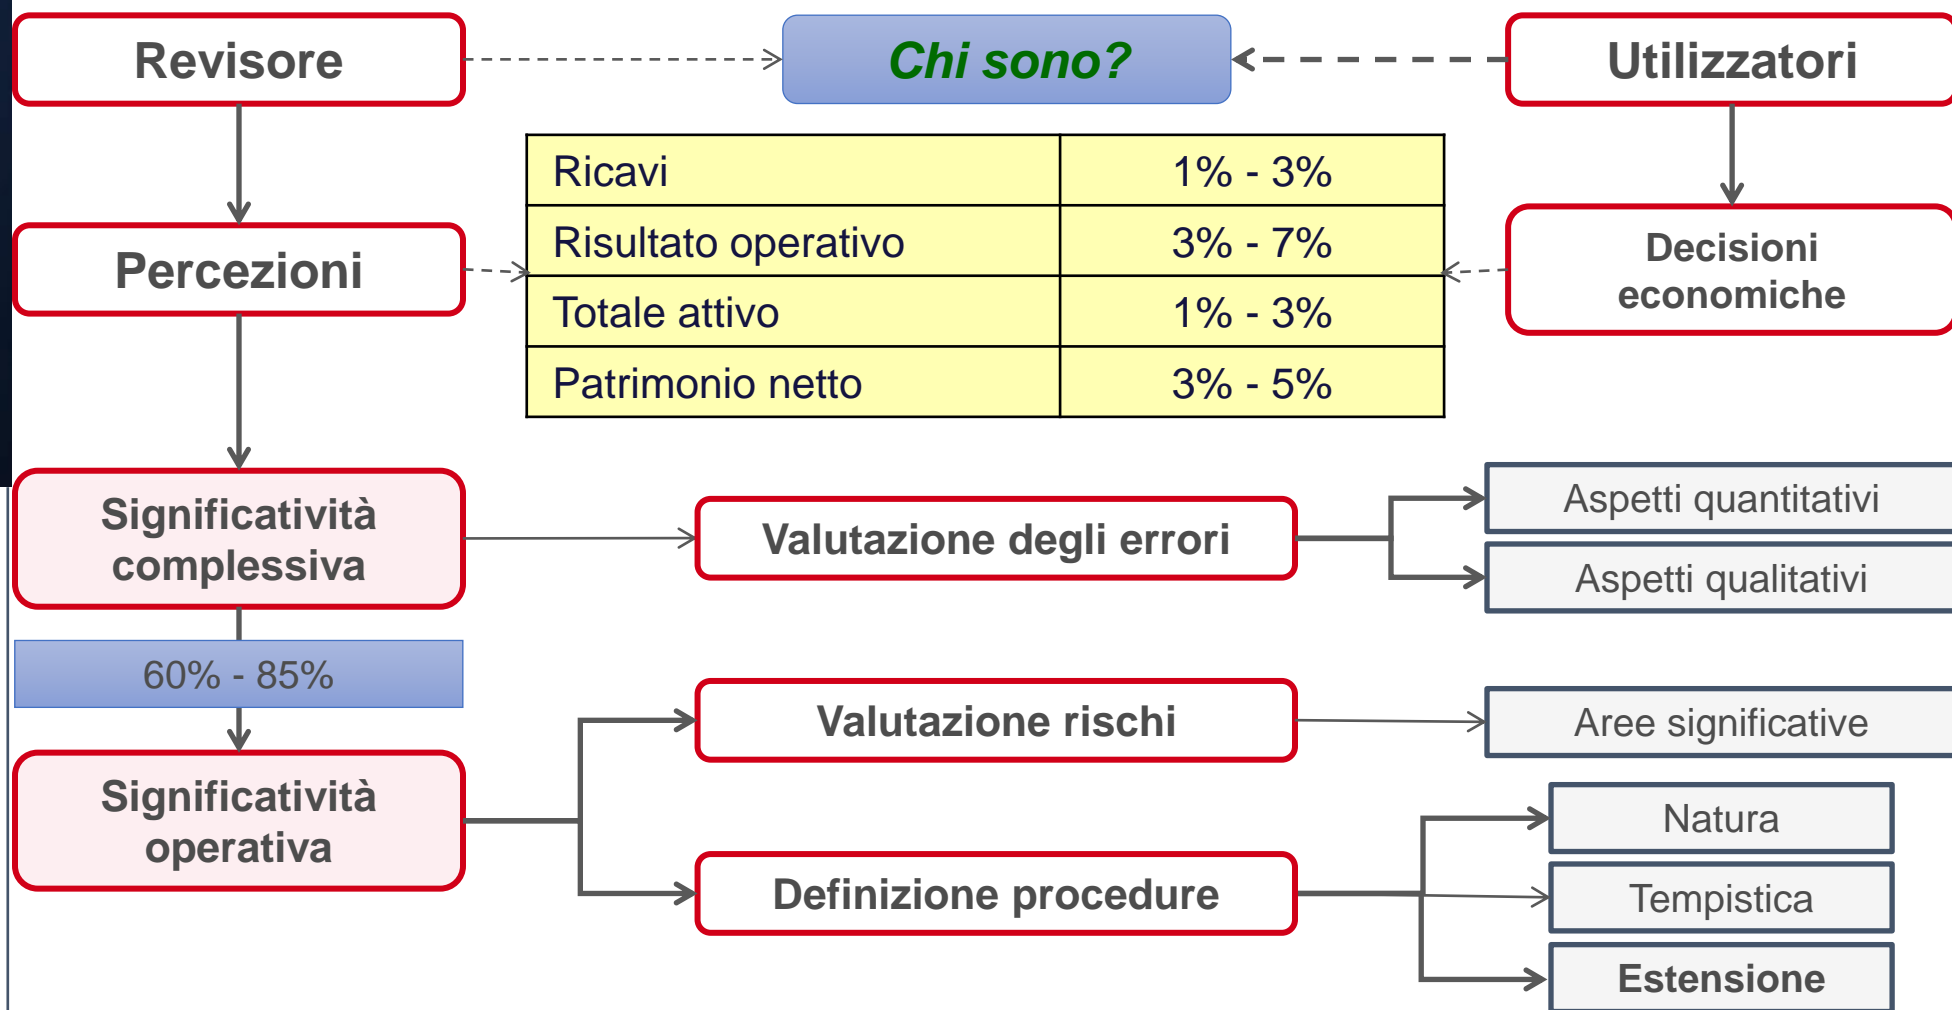 Revisore
Chi sono?
Utilizzatori
Ricavi 1% - 3%
Risultato operativo 3% - 7%
Totale attivo 1% - 3%
Patrimonio netto 3% - 5%
Percezioni
Decisioni
economiche
Significatività
complessiva
Valutazione degli errori
Aspetti quantitativi
Aspetti qualitativi
60% - 85%
Significatività
operativa
Valutazione rischi
Aree significative
Definizione procedure
Natura
Tempistica
Estensione